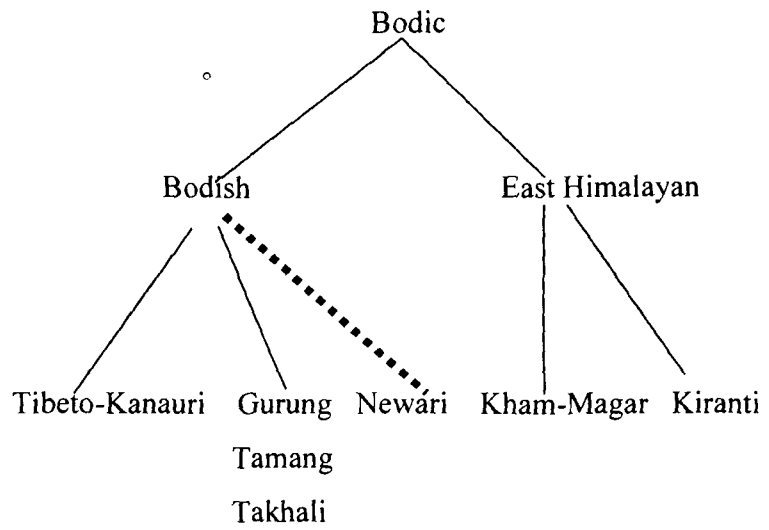 Bodic
Bodish East Himalayan
Tibeto-Kanauri Gurung Newari Kham-Magar Kiranti
Tamang
Takhali